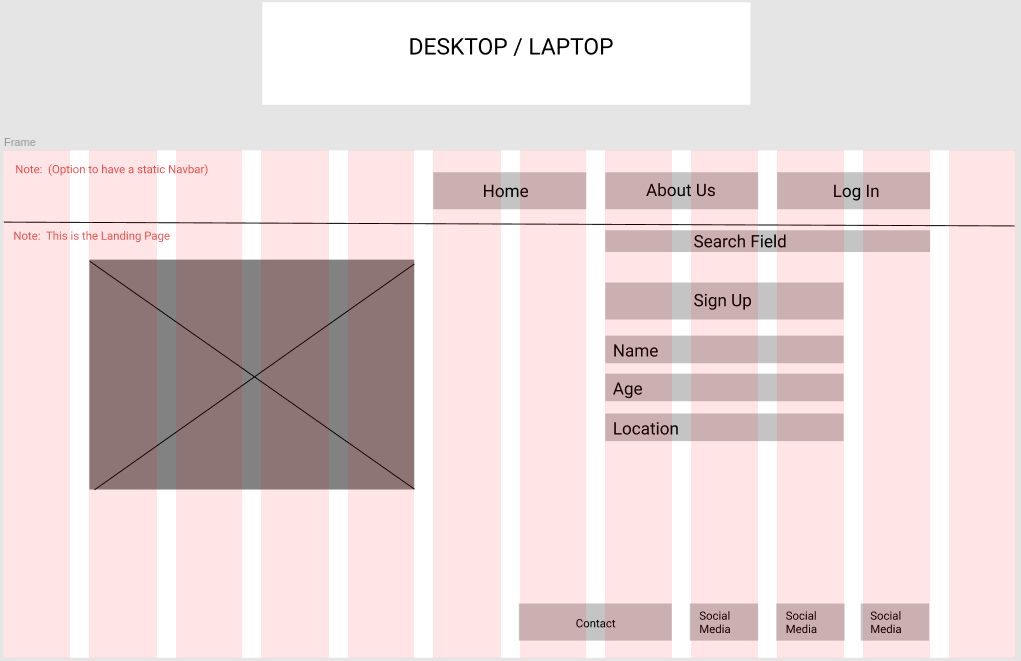 DESKTOP / LAPTOP
Frame
Note:  (Option to have a static Navbar)
Home
About Us
Log In
Note:  This is the Landing Page
Search Field
Sign Up
Name
Age
Location
Contact
Social
Media
Social
Media
Social
Media